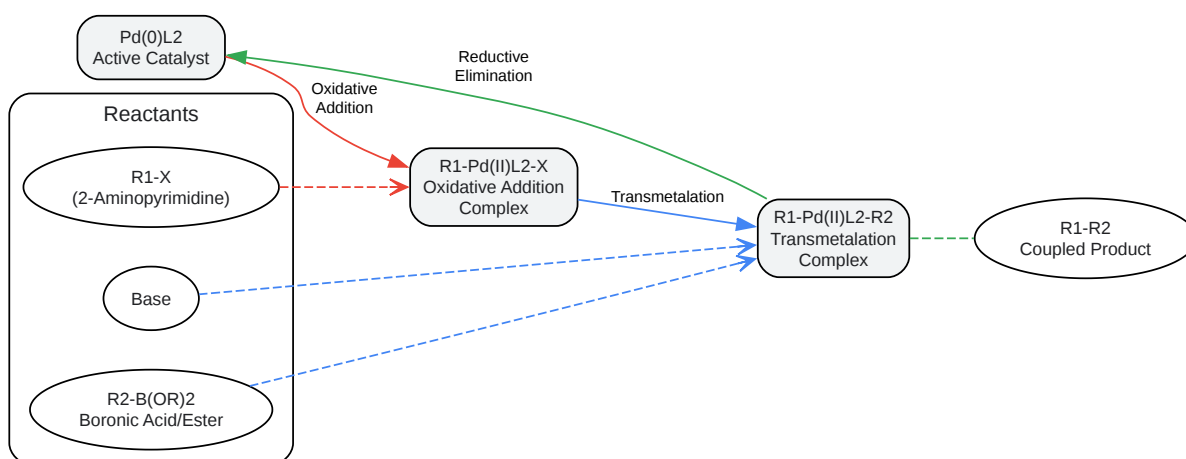 Pd(0)L2
Active Catalyst
Reductive
Elimination
Oxidative
Addition
Reactants
R1-X
(2-Aminopyrimidine)
R1-Pd(II)L2-X
Oxidative Addition
Complex
Transmetalation
R1-Pd(II)L2-R2
Transmetalation
Complex
R1-R2
Coupled Product
Base
R2-B(OR)2
Boronic Acid/Ester